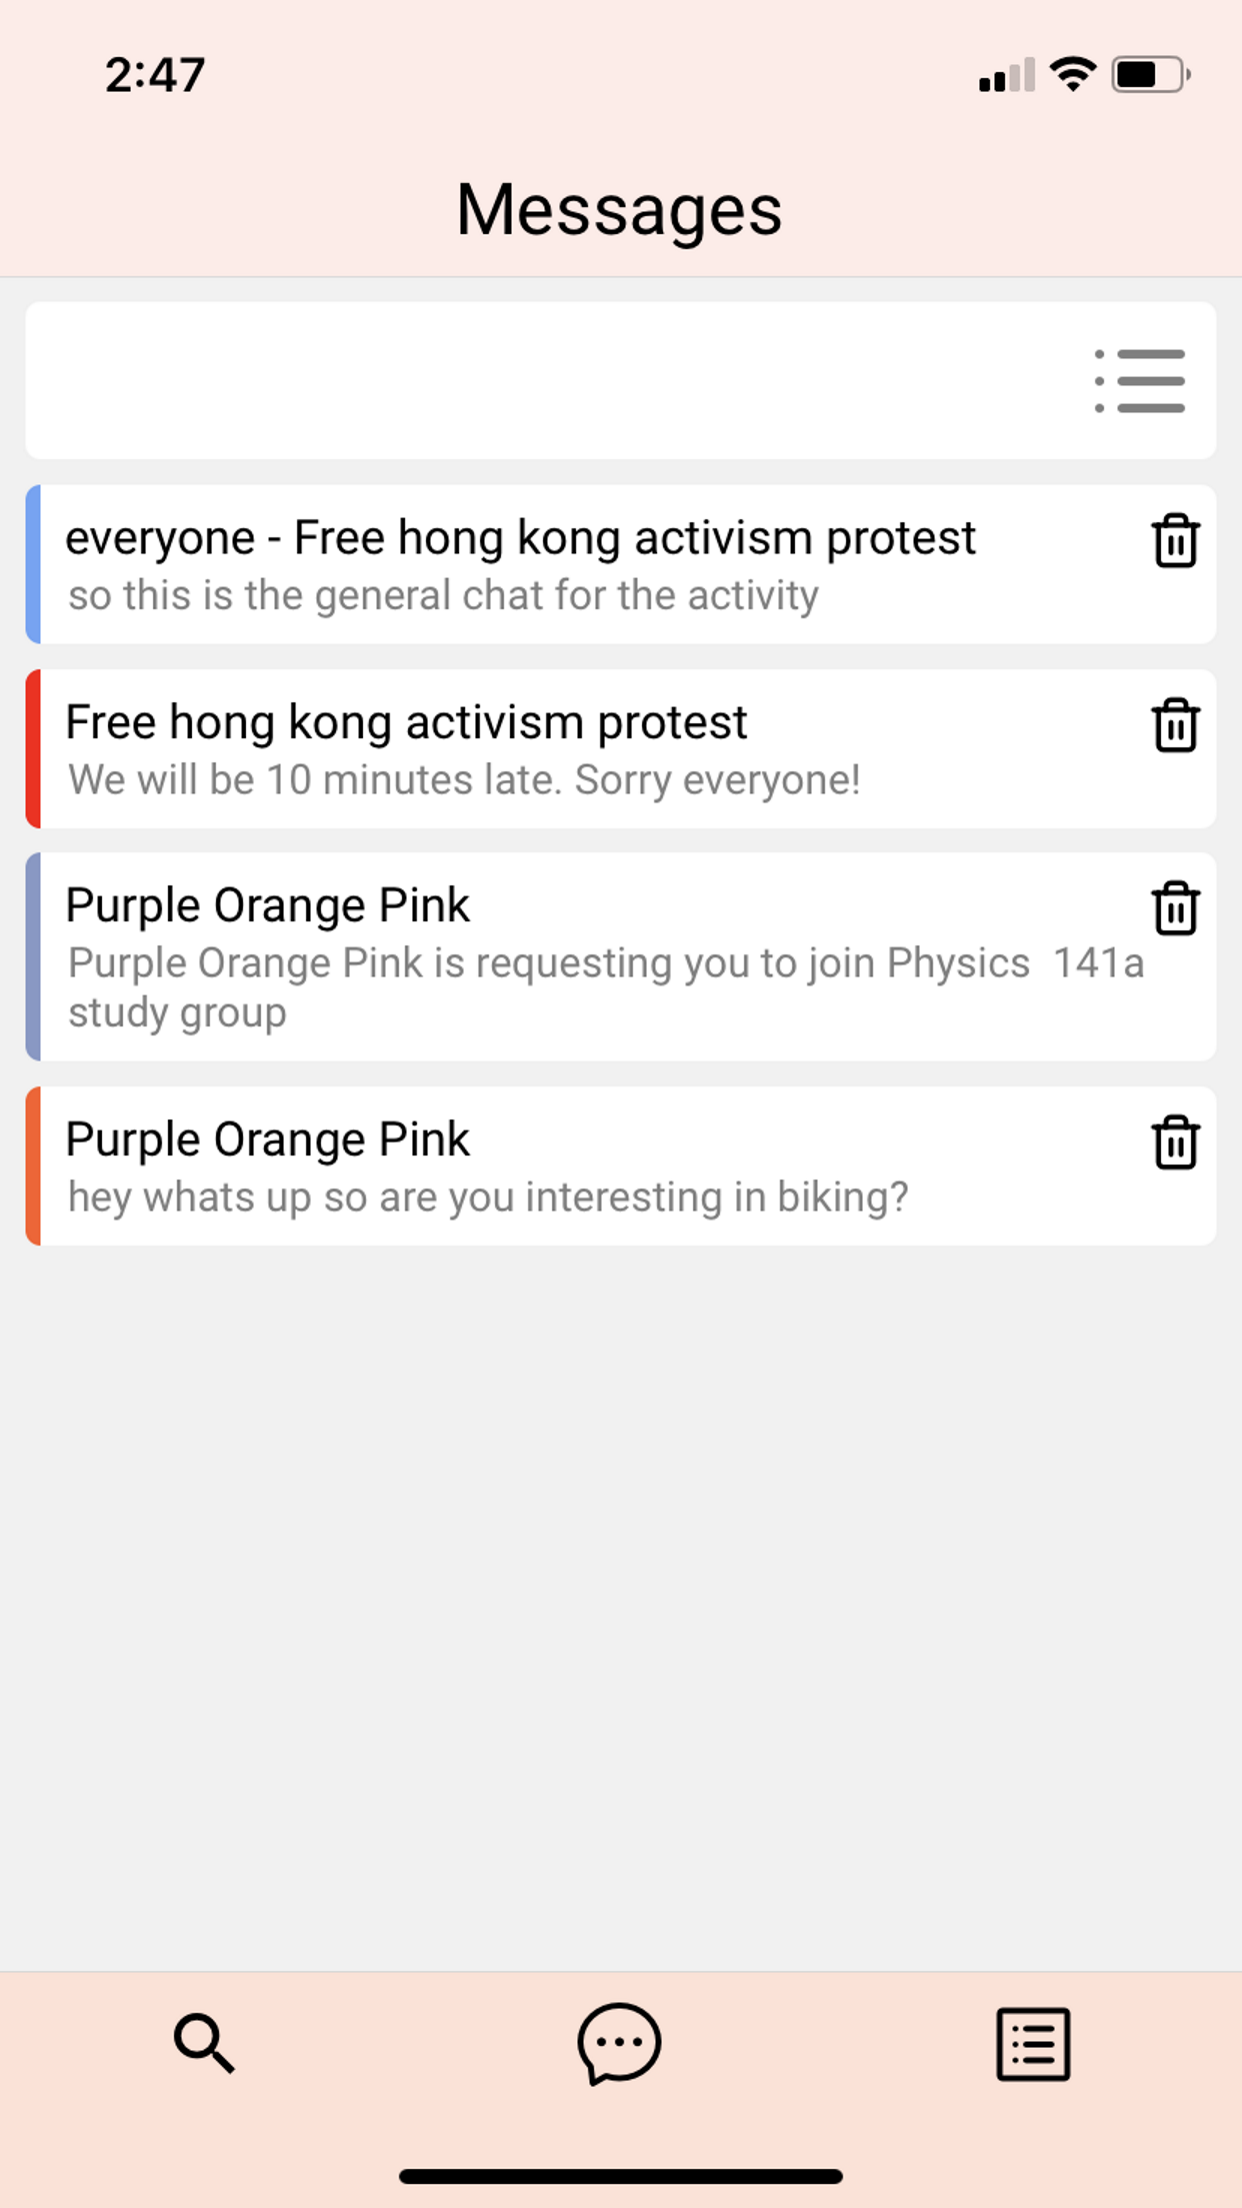 2:47
Messages
everyone - Free hong kong activism protest
so this is the general chat for the activity
Free hong kong activism protest
We will be 10 minutes late. Sorry everyone!
Purple Orange Pink
Purple Orange Pink is requesting you to join Physics  141a
study group
Purple Orange Pink
hey whats up so are you interesting in biking?